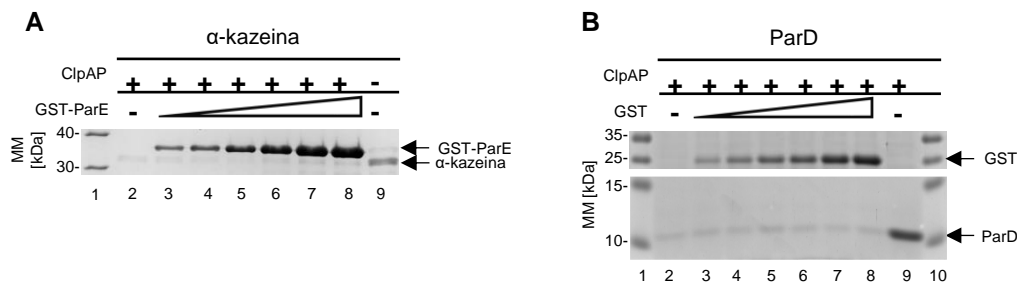 A
α-kazeina
ClpAP + + + + + + + -
GST-ParE - -
MM [kDa]
40-
30-
GST-ParE
α-kazeina
1 2 3 4 5 6 7 8 9
B
ParD
ClpAP + + + + + + + +
GST - -
MM [kDa]
35-
25-
15-
10-
GST
ParD
1 2 3 4 5 6 7 8 9 10